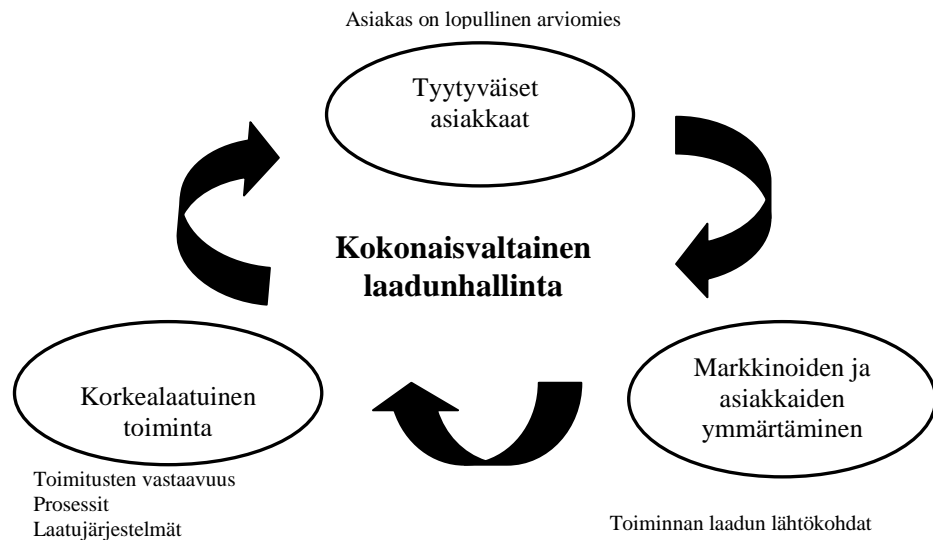 Asiakas on lopullinen arviomies
Tyytyväiset
asiakkaat
Kokonaisvaltainen
laadunhallinta
Markkinoiden ja
asiakkaiden
ymmärtäminen
Korkealaatuinen
toiminta
Toimitusten vastaavuus
Prosessit
Laatujärjestelmät
Toiminnan laadun lähtökohdat